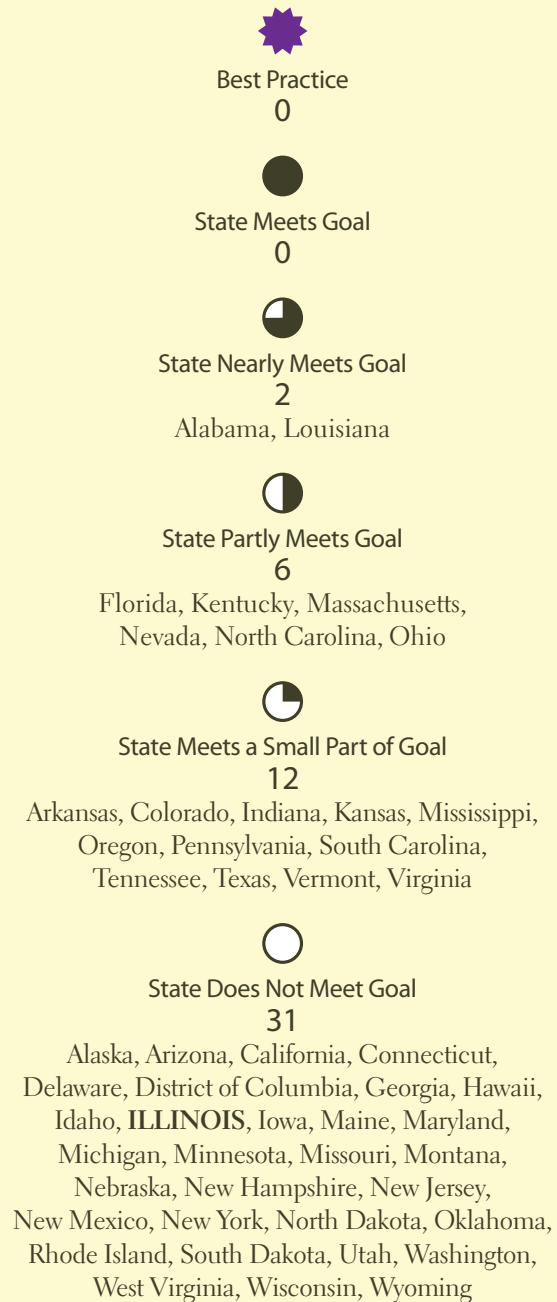 Best Practice
0
State Meets Goal
0
State Nearly Meets Goal
2
Alabama, Louisiana
State Partly Meets Goal
6
Florida, Kentucky, Massachusetts,
Nevada, North Carolina, Ohio
State Meets a Small Part of Goal
12
Arkansas, Colorado, Indiana, Kansas, Mississippi,
Oregon, Pennsylvania, South Carolina,
Tennessee, Texas, Vermont, Virginia
State Does Not Meet Goal
31
Alaska, Arizona, California, Connecticut,
Delaware, District of Columbia, Georgia, Hawaii,
Idaho, ILLINOIS, Iowa, Maine, Maryland,
Michigan, Minnesota, Missouri, Montana,
Nebraska, New Hampshire, New Jersey,
New Mexico, New York, North Dakota, Oklahoma,
Rhode Island, South Dakota, Utah, Washington,
West Virginia, Wisconsin, Wyoming